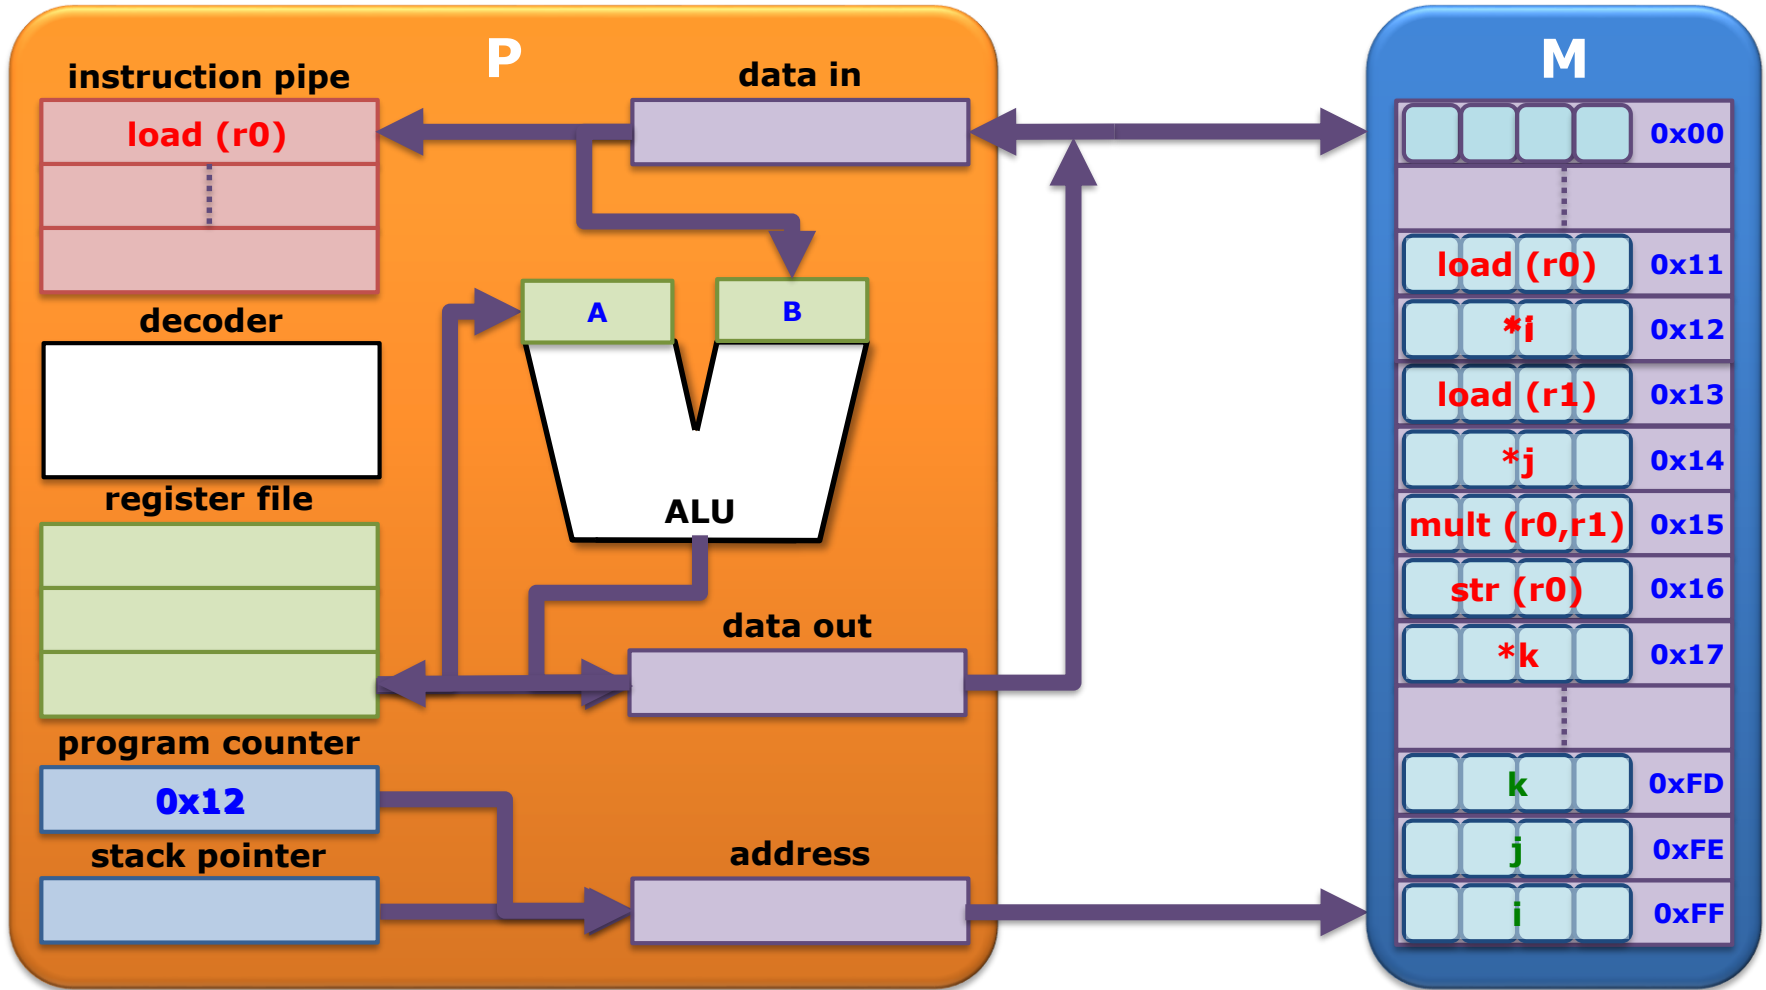 P
instruction pipe
load (r0)
decoder
register file
program counter
0x12
stack pointer
data in
A
B
ALU
data out
address
M
0x00
load (r0) 0x11
*i 0x12
load (r1) 0x13
*j 0x14
mult (r0,r1) 0x15
str (r0) 0x16
*k 0x17
k 0xFD
j 0xFE
i 0xFF